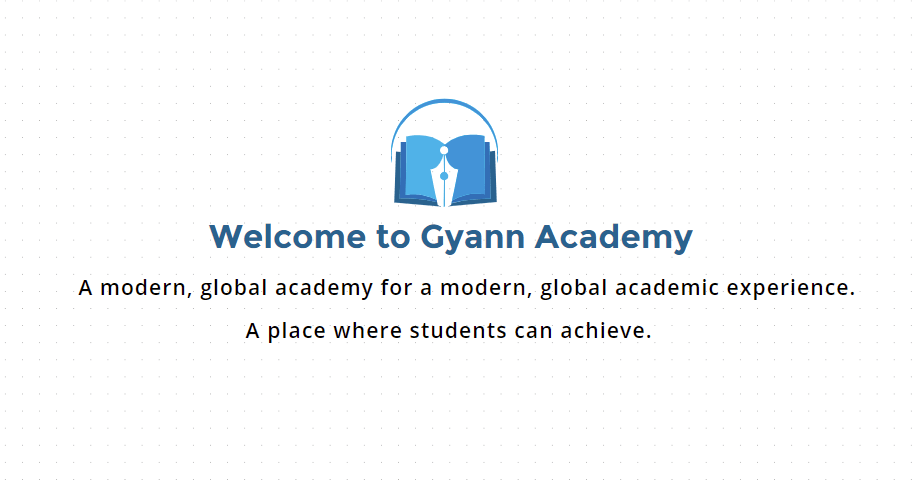 Welcome to Gyann Academy
A modern, global academy for a modern, global academic experience.
A place where students can achieve.